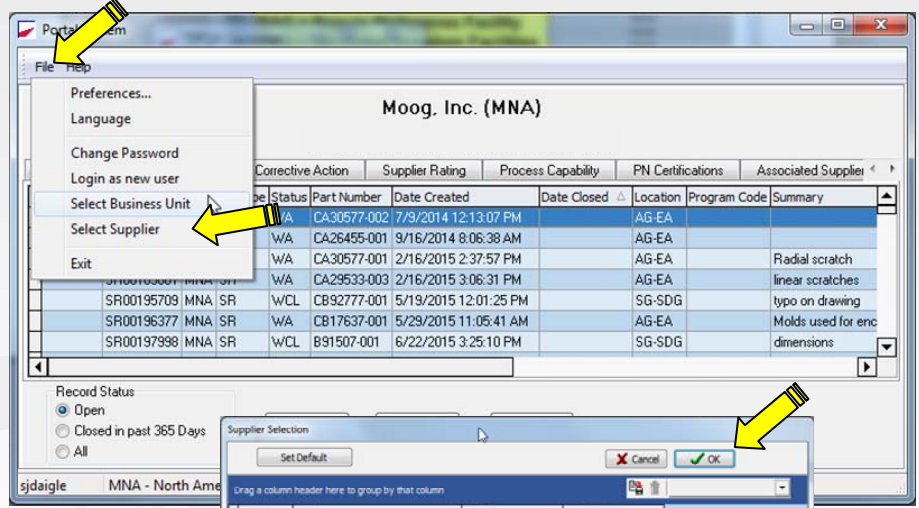 Portal
em
File Help
Preferences...
Language
Change Password
Login as new user
Select Business Unit
Select Supplier
Exit
Moog, Inc. (MNA)
Corrective Action Supplier Rating Process Capability PN Certifications Associated Supplier
pe Status Part Number Date Created Date Closed Location Program Code Summary
WA CA30577-002 7/9/2014 12:13:07 PM AG-EA
WA CA26455-001 9/16/2014 8:06:38 AM AG-EA
WA CA30577-001 2/16/2015 2:37:57 PM AG-EA Radial scratch
MNA SR WA CA29533-003 2/16/2015 3:06:31 PM AG-EA linear scratches
SR00195709 MNA SR WCL CB92777-001 5/19/2015 12:01:25 PM SG-SDG typo on drawing
SR00196377 MNA SR WA CB17637-001 5/29/2015 11:05:41 AM AG-EA Molds used for enc
SR00197998 MNA SR WCL B91507-001 6/22/2015 3:25:10 PM SG-SDG dimensions
Record Status
Open
Closed in past 365 Days
All
sjdaigle MNA - North Ame
Supplier Selection
Set Default Cancel OK
Drag a column header here to group by that column